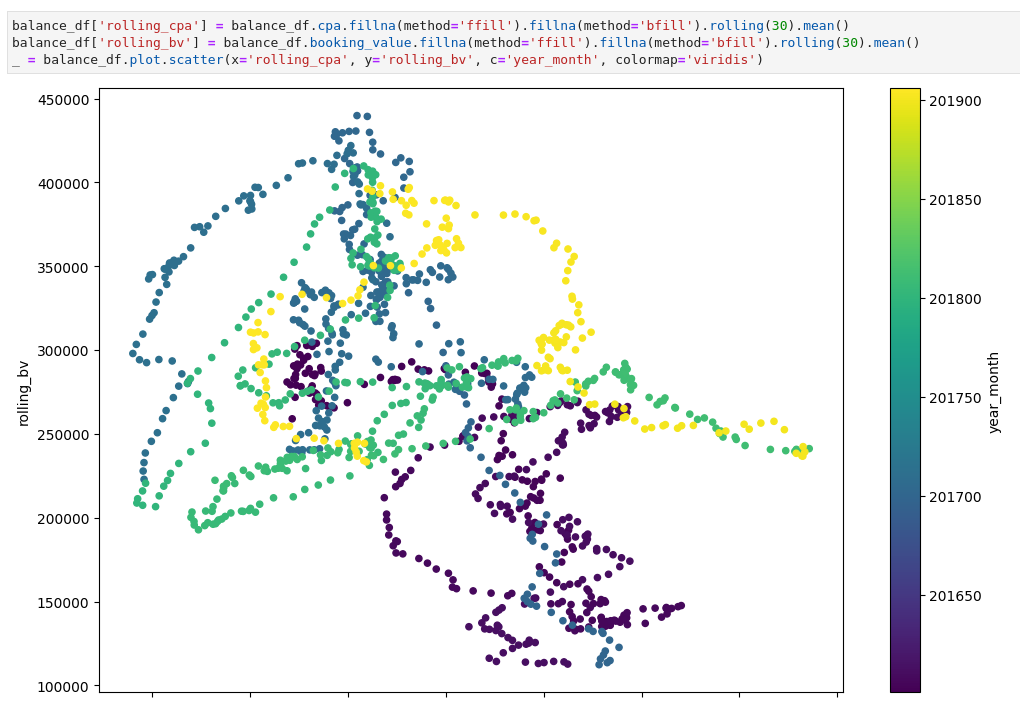 balance_df['rolling_cpa'] = balance_df.cpa.fillna(method='ffill').fillna(method='bfill').rolling(30).mean()
balance_df['rolling_bv'] = balance_df.booking_value.fillna(method='ffill').fillna(method='bfill').rolling(30).mean()
_ = balance_df.plot.scatter(x='rolling_cpa', y='rolling_bv', c='year_month', colormap='viridis')
450000
400000
350000
300000
250000
200000
150000
100000
rolling_bv
201900
201850
201800
201750
201700
201650
year_month